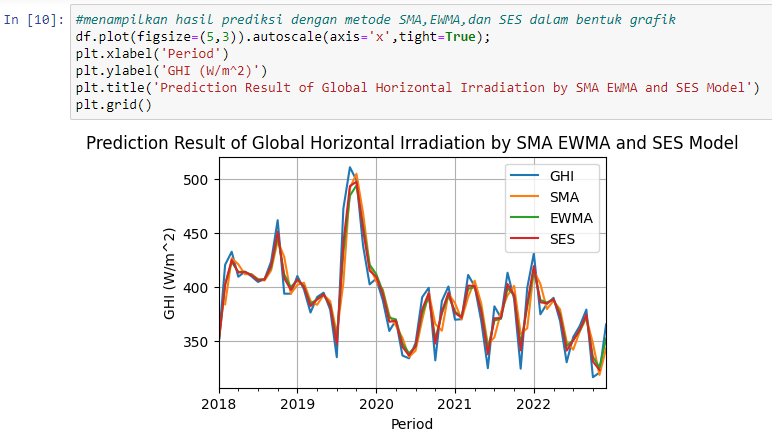 In [10]: #menampilkan hasil prediksi dengan metode SMA,EWMA,dan SES dalam bentuk grafik
df.plot(figsize=(5,3)).autoscale(axis='x',tight=True);
plt.xlabel('Period')
plt.ylabel('GHI (W/m^2)')
plt.title('Prediction Result of Global Horizontal Irradiation by SMA EWMA and SES Model')
plt.grid()
Prediction Result of Global Horizontal Irradiation by SMA EWMA and SES Model
GHI
SMA
EWMA
SES
500
450
400
350
GHI (W/m^2)
2018 2019 2020 2021 2022
Period